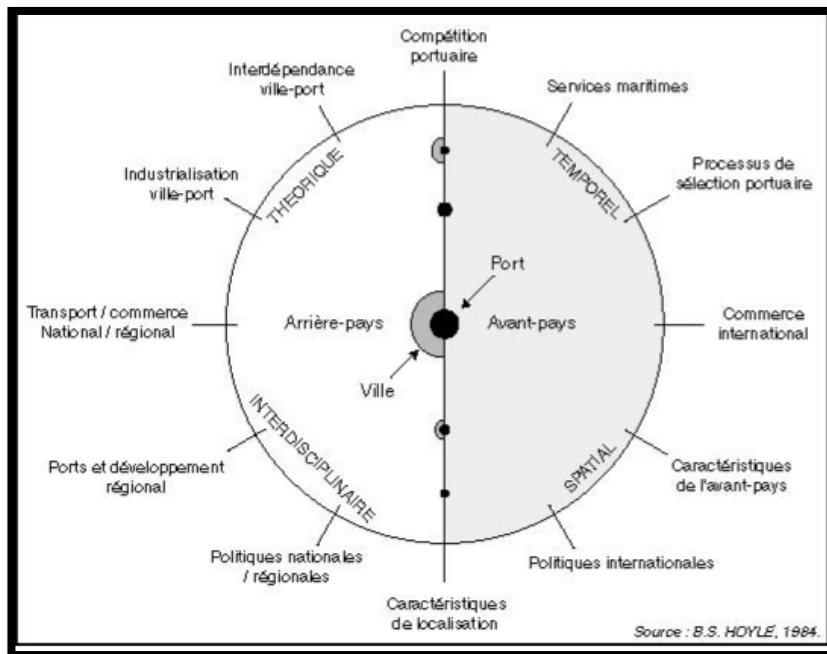 Compétition
portuaire
Interdépendance
ville-port
Services maritimes
Industrialisation
ville-port
THEORIQUE
TEMPOREL
Processus de
sélection portuaire
Port
Transport / commerce
National / régional
Arrière-pays
Avant-pays
Commerce
international
Ville
INTERDISCIPLINAIRE
SPATIAL
Ports et développement
régional
Caractéristiques
de l'avant-pays
Politiques nationales
/ régionales
Politiques internationales
Caractéristiques
de localisation
Source : B.S. HOYLE, 1984.